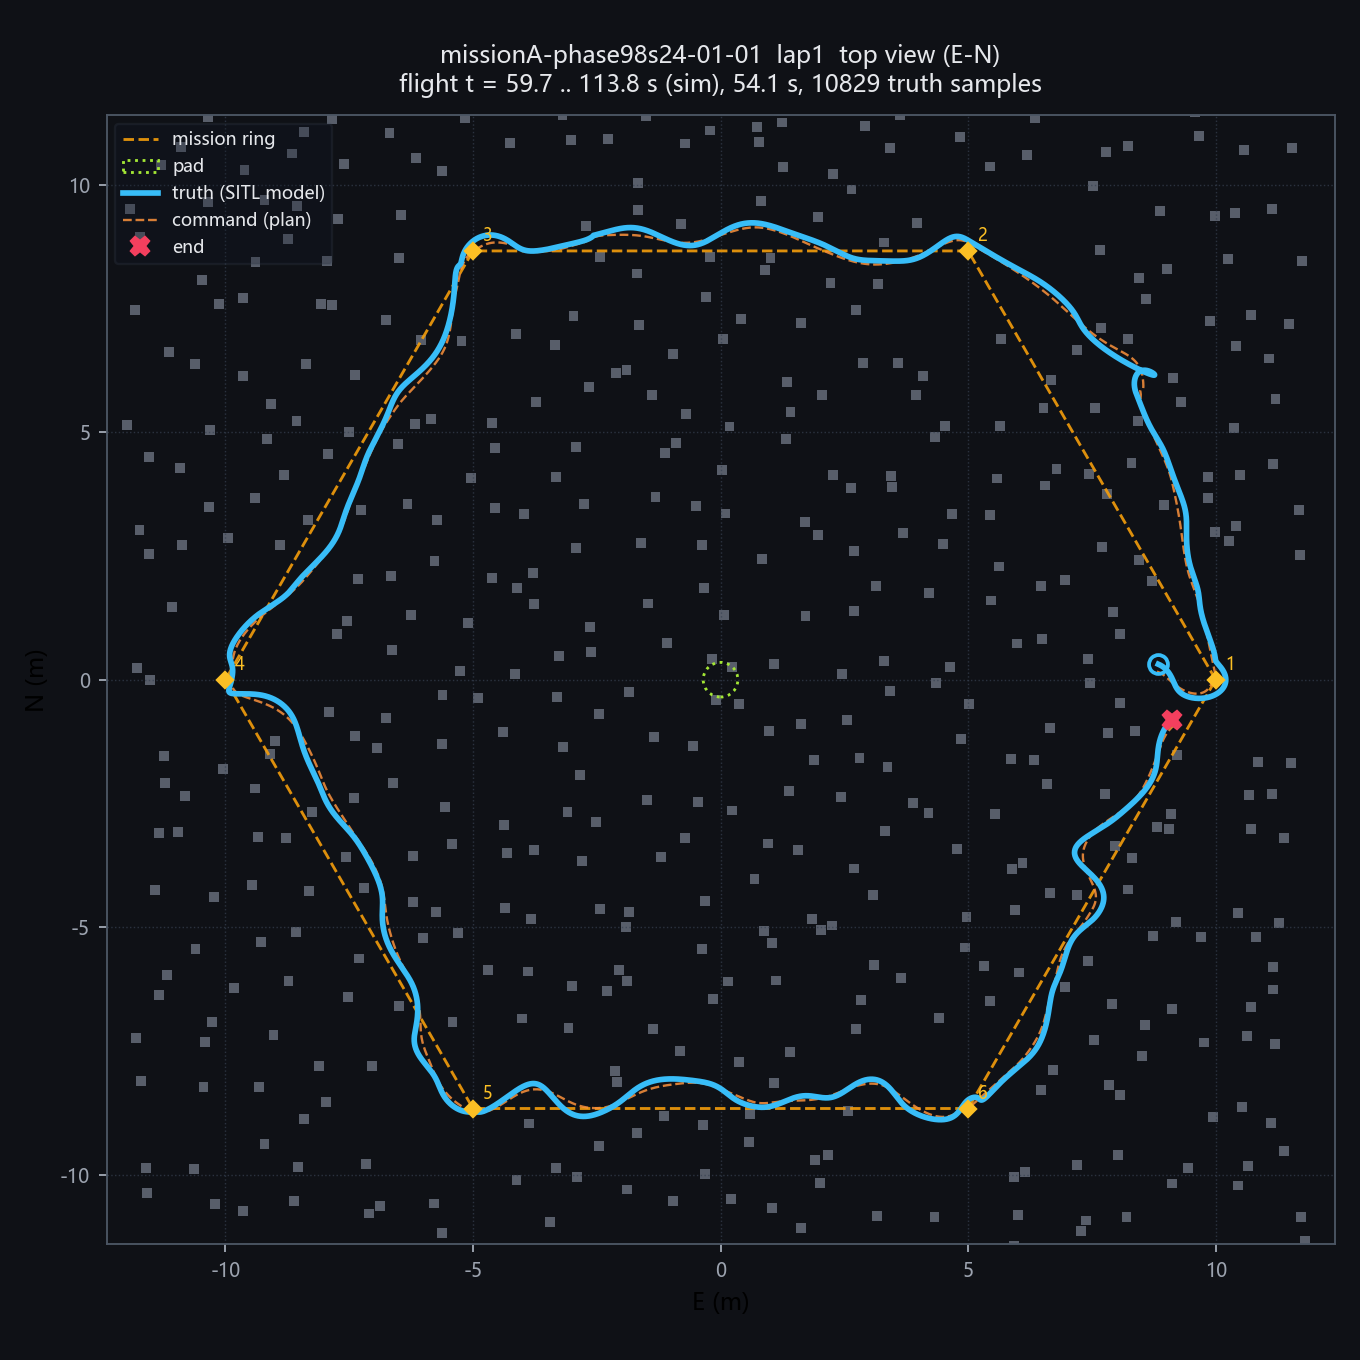 missionA-phase98s24-01-01 lap1 top view (E-N)
flight t = 59.7 .. 113.8 s (sim), 54.1 s, 10829 truth samples
mission ring
pad
truth (SITL model)
command (plan)
end
3
2
4
1
5
6
10
5
0
-5
-10
N (m)
-10
-5
0
5
10
E (m)